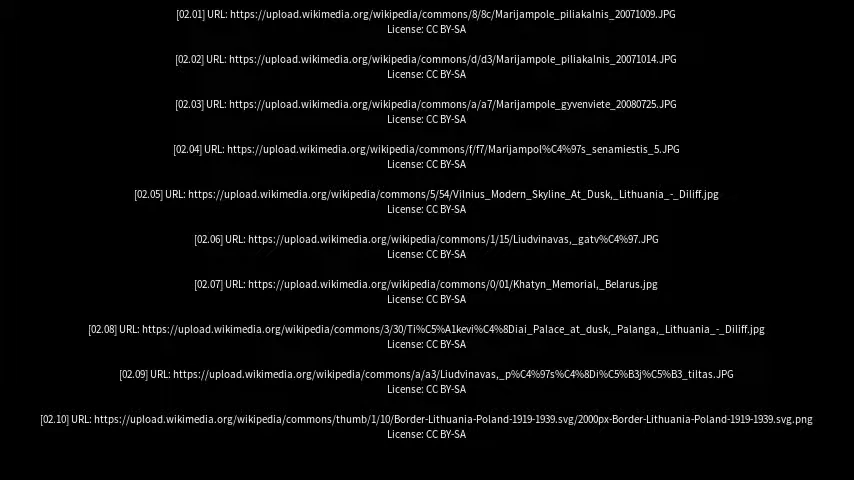 [02.01] URL: https://upload.wikimedia.org/wikipedia/commons/8/8c/Marijampole_piliakalnis_20071009.JPG
License: CC BY-SA
[02.02] URL: https://upload.wikimedia.org/wikipedia/commons/d/d3/Marijampole_piliakalnis_20071014.JPG
License: CC BY-SA
[02.03] URL: https://upload.wikimedia.org/wikipedia/commons/a/a7/Marijampole_gyvenviete_20080725.JPG
License: CC BY-SA
[02.04] URL: https://upload.wikimedia.org/wikipedia/commons/f/f7/Marijampol%C4%97s_senamiestis_5.JPG
License: CC BY-SA
[02.05] URL: https://upload.wikimedia.org/wikipedia/commons/5/54/Vilnius_Modern_Skyline_At_Dusk,_Lithuania_-_Diliff.jpg
License: CC BY-SA
[02.06] URL: https://upload.wikimedia.org/wikipedia/commons/1/15/Liudvinavas,_gatv%C4%97.JPG
License: CC BY-SA
[02.07] URL: https://upload.wikimedia.org/wikipedia/commons/0/01/Khatyn_Memorial,_Belarus.jpg
License: CC BY-SA
[02.08] URL: https://upload.wikimedia.org/wikipedia/commons/3/30/Ti%C5%A1kevi%C4%8Diai_Palace_at_dusk,_Palanga,_Lithuania_-_Diliff.jpg
License: CC BY-SA
[02.09] URL: https://upload.wikimedia.org/wikipedia/commons/a/a3/Liudvinavas,_p%C4%97s%C4%8Di%C5%B3j%C5%B3_tiltas.JPG
License: CC BY-SA
[02.10] URL: https://upload.wikimedia.org/wikipedia/commons/thumb/1/10/Border-Lithuania-Poland-1919-1939.svg/2000px-Border-Lithuania-Poland-1919-1939.svg.png
License: CC BY-SA